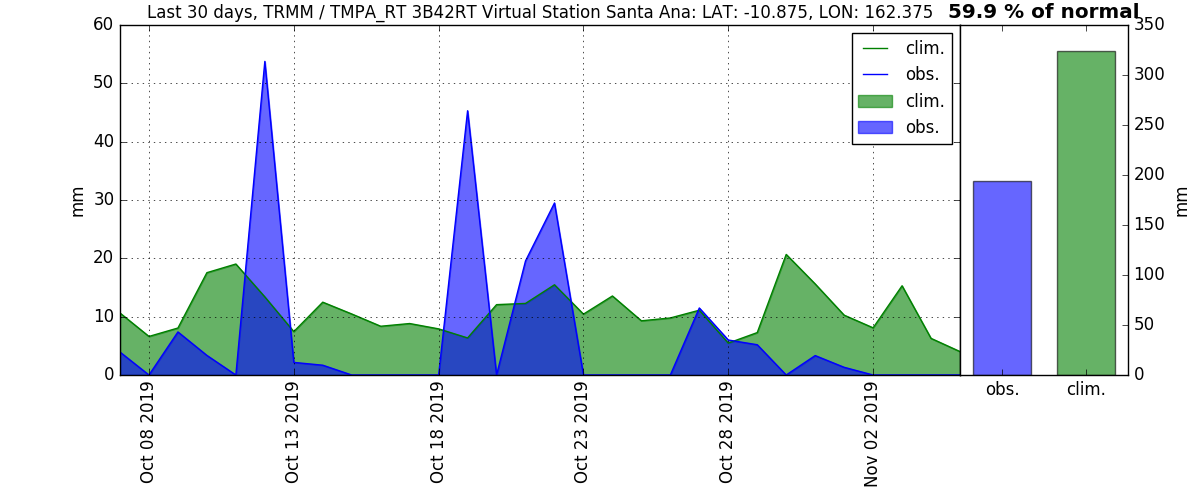 Last 30 days, TRMM / TMPA_RT 3B42RT Virtual Station Santa Ana: LAT: -10.875, LON: 162.375
59.9 % of normal
60
50
40
30
20
10
0
mm
clim.
obs.
clim.
obs.
Oct 08 2019
Oct 13 2019
Oct 18 2019
Oct 23 2019
Oct 28 2019
Nov 02 2019
350
300
250
200
150
100
50
0
mm
obs.
clim.